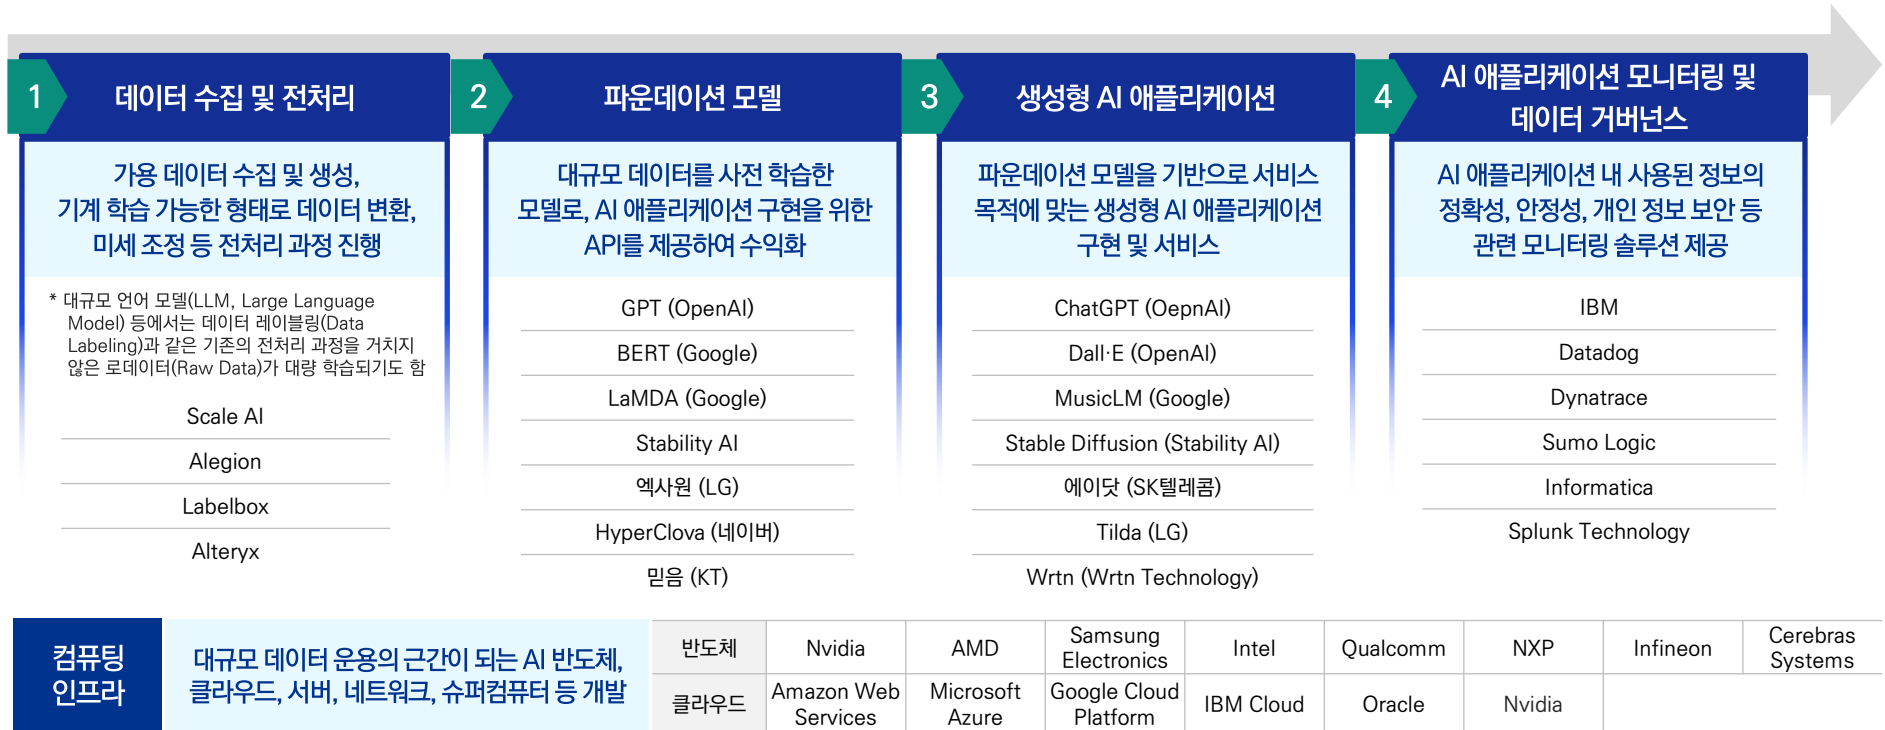 1
데이터 수집 및 전처리
가용 데이터 수집 및 생성,
기계 학습 가능한 형태로 데이터 변환,
미세 조정 등 전처리 과정 진행
* 대규모 언어 모델(LLM, Large Language
Model) 등에서는 데이터 레이블링(Data
Labeling)과 같은 기존의 전처리 과정을 거치지
않은 로데이터(Raw Data)가 대량 학습되기도 함
Scale AI
Alegion
Labelbox
Alteryx
2
파운데이션 모델
대규모 데이터를 사전 학습한
모델로, AI 애플리케이션 구현을 위한
API를 제공하여 수익화
GPT (OpenAI)
BERT (Google)
LaMDA (Google)
Stability AI
엑사원 (LG)
HyperClova (네이버)
믿음 (KT)
3
생성형 AI 애플리케이션
파운데이션 모델을 기반으로 서비스
목적에 맞는 생성형 AI 애플리케이션
구현 및 서비스
ChatGPT (OepnAI)
Dall·E (OpenAI)
MusicLM (Google)
Stable Diffusion (Stability AI)
에이닷 (SK텔레콤)
Tilda (LG)
Wrtn (Wrtn Technology)
4
AI 애플리케이션 모니터링 및
데이터 거버넌스
AI 애플리케이션 내 사용된 정보의
정확성, 안정성, 개인 정보 보안 등
관련 모니터링 솔루션 제공
IBM
Datadog
Dynatrace
Sumo Logic
Informatica
Splunk Technology
컴퓨팅
인프라
대규모 데이터 운용의 근간이 되는 AI 반도체,
클라우드, 서버, 네트워크, 슈퍼컴퓨터 등 개발
반도체
Nvidia
AMD
Samsung
Electronics
Intel
Qualcomm
NXP
Infineon
Cerebras
Systems
클라우드
Amazon Web
Services
Microsoft
Azure
Google Cloud
Platform
IBM Cloud
Oracle
Nvidia